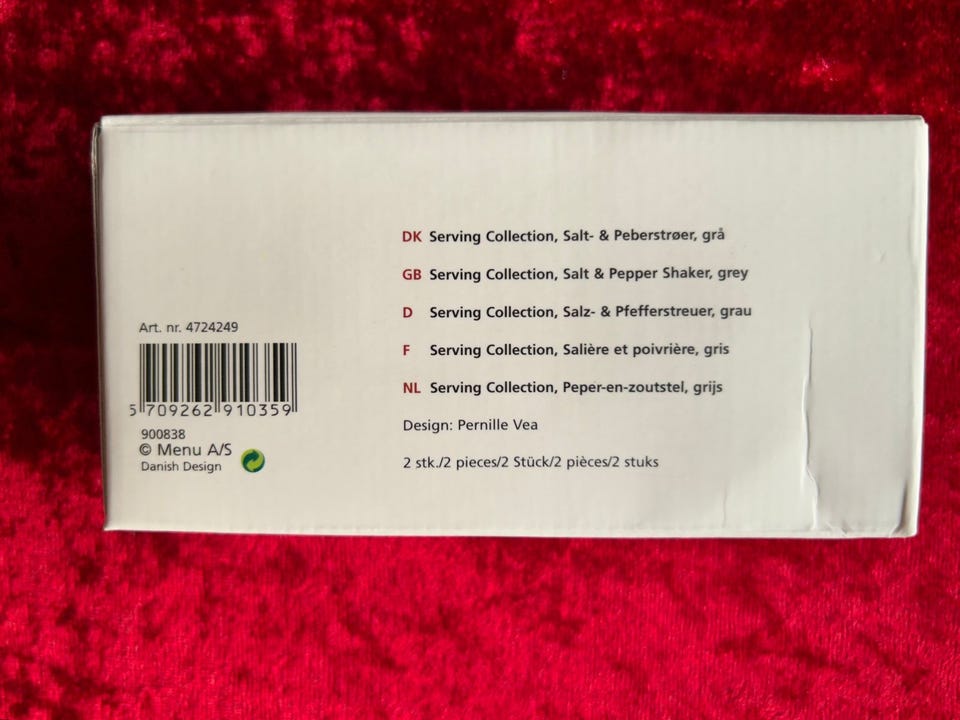 DK Serving Collection, Salt- & Peberstrøer, grå
GB Serving Collection, Salt & Pepper Shaker, grey
D Serving Collection, Salz- & Pfefferstreuer, grau
F Serving Collection, Salière et poivrière, gris
NL Serving Collection, Peper-en-zoutstel, grijs
Design: Pernille Vea
2 stk./2 pieces/2 Stück/2 pièces/2 stuks
Art. nr. 4724249
5 709262 910359
900838
© Menu A/S
Danish Design